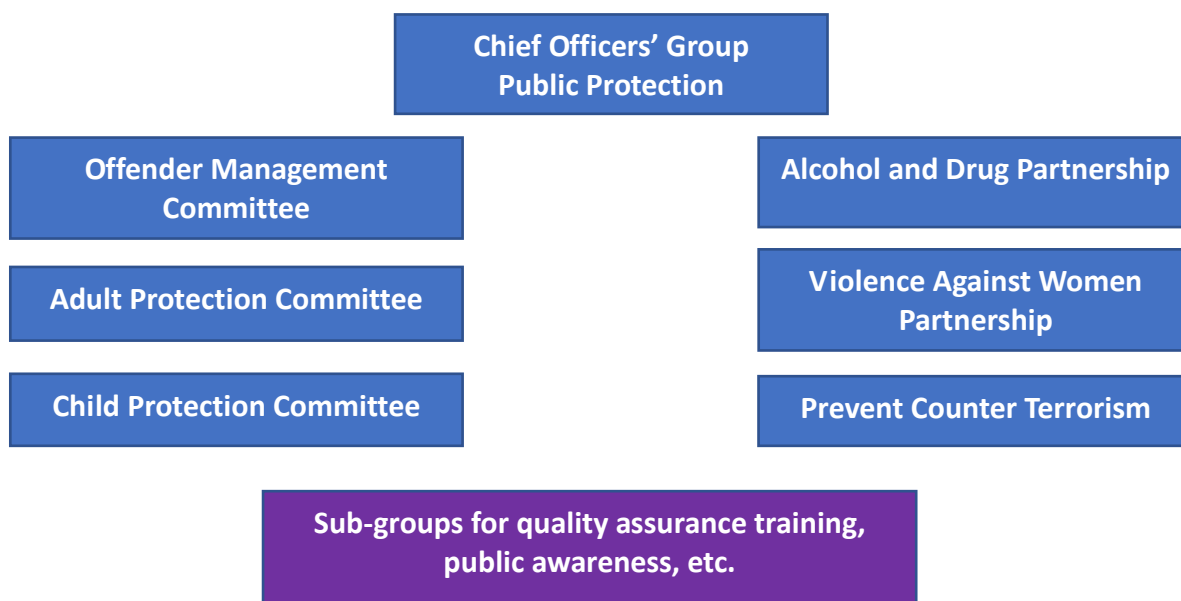 Chief Officers’ Group
Public Protection
Offender Management
Committee
Alcohol and Drug Partnership
Adult Protection Committee
Violence Against Women
Partnership
Child Protection Committee
Prevent Counter Terrorism
Sub-groups for quality assurance training,
public awareness, etc.